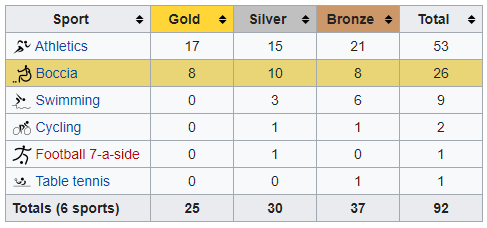 Sport Gold Silver Bronze Total
Athletics 17 15 21 53
Boccia 8 10 8 26
Swimming 0 3 6 9
Cycling 0 1 1 2
Football 7-a-side 0 1 0 1
Table tennis 0 0 1 1
Totals (6 sports) 25 30 37 92